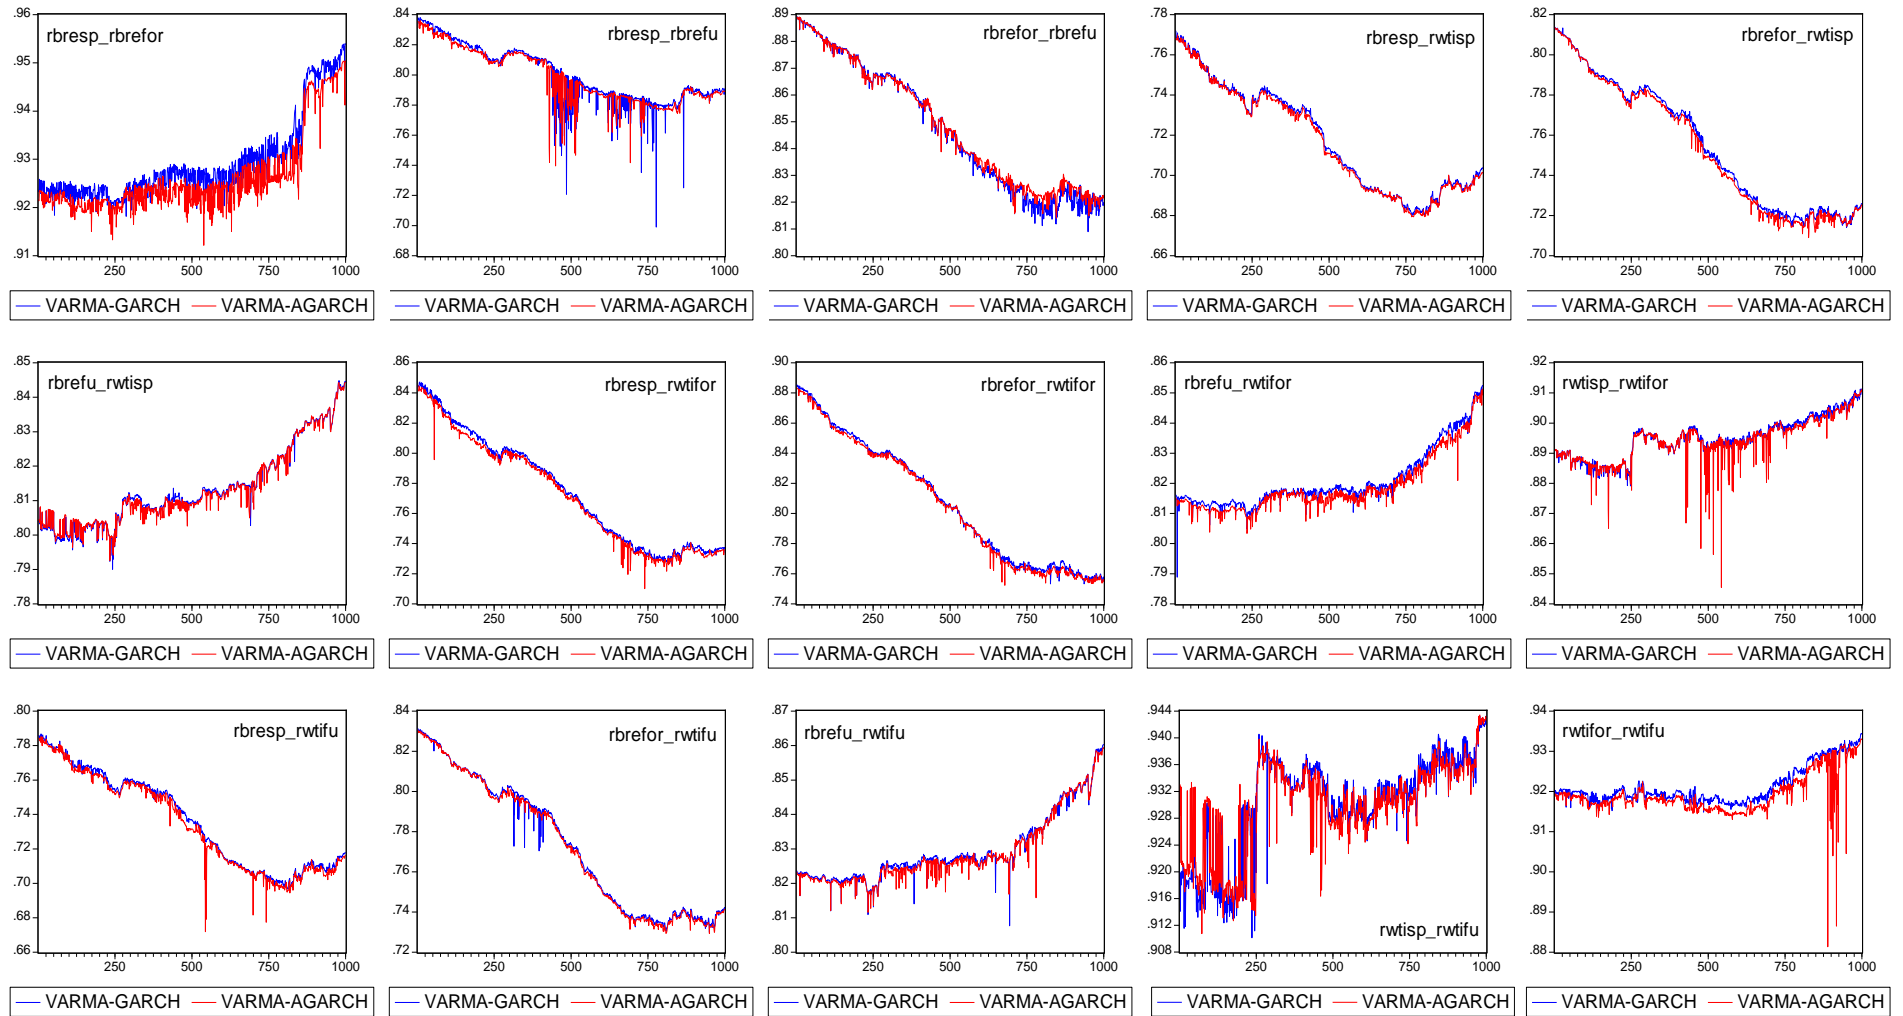 .96
.95
.94
.93
.92
.91
rbresp_rbrefor
250 500 750 1000
VARMA-GARCH VARMA-AGARCH
.84
.82
.80
.78
.76
.74
.72
.70
.68
rbresp_rbrefu
250 500 750 1000
VARMA-GARCH VARMA-AGARCH
.89
.88
.87
.86
.85
.84
.83
.82
.81
.80
rbrefor_rbrefu
250 500 750 1000
VARMA-GARCH VARMA-AGARCH
.78
.76
.74
.72
.70
.68
.66
rbresp_rwtisp
250 500 750 1000
VARMA-GARCH VARMA-AGARCH
.82
.80
.78
.76
.74
.72
.70
rbrefor_rwtisp
250 500 750 1000
VARMA-GARCH VARMA-AGARCH
.85
.84
.83
.82
.81
.80
.79
.78
rbrefu_rwtisp
250 500 750 1000
VARMA-GARCH VARMA-AGARCH
.86
.84
.82
.80
.78
.76
.74
.72
.70
rbresp_rwtifor
250 500 750 1000
VARMA-GARCH VARMA-AGARCH
.90
.88
.86
.84
.82
.80
.78
.76
.74
rbrefor_rwtifor
250 500 750 1000
VARMA-GARCH VARMA-AGARCH
.86
.85
.84
.83
.82
.81
.80
.79
.78
rbrefu_rwtifor
250 500 750 1000
VARMA-GARCH VARMA-AGARCH
.92
.91
.90
.89
.88
.87
.86
.85
.84
rwtisp_rwtifor
250 500 750 1000
VARMA-GARCH VARMA-AGARCH
.80
.78
.76
.74
.72
.70
.68
.66
rbresp_rwtifu
250 500 750 1000
VARMA-GARCH VARMA-AGARCH
.84
.82
.80
.78
.76
.74
.72
rbrefor_rwtifu
250 500 750 1000
VARMA-GARCH VARMA-AGARCH
.87
.86
.85
.84
.83
.82
.81
.80
rbrefu_rwtifu
250 500 750 1000
VARMA-GARCH VARMA-AGARCH
.944
.940
.936
.932
.928
.924
.920
.916
.912
.908
rwtisp_rwtifu
250 500 750 1000
VARMA-GARCH VARMA-AGARCH
.94
.93
.92
.91
.90
.89
.88
rwtifor_rwtifu
250 500 750 1000
VARMA-GARCH VARMA-AGARCH